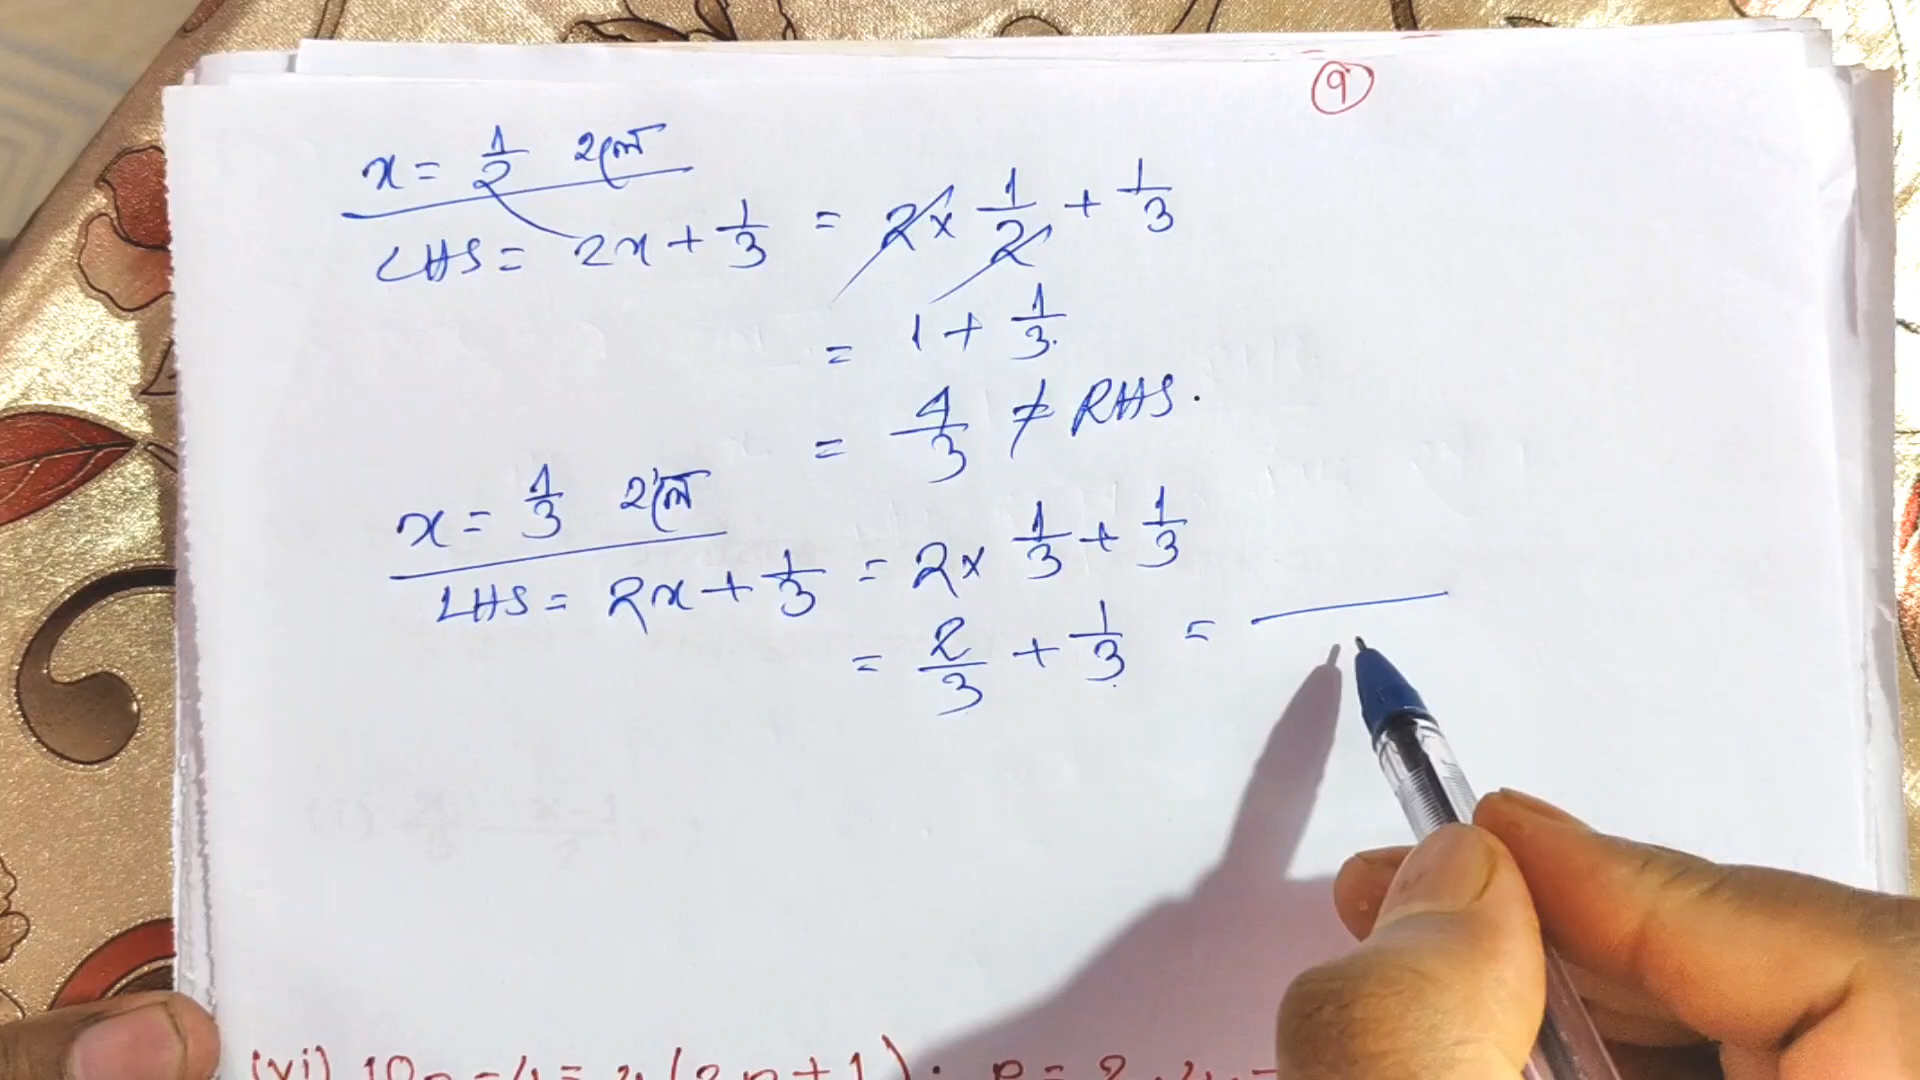 9
x = 1/2 হলে
LHS = 2x + 1/3 = 2 × 1/2 + 1/3
= 1 + 1/3
= 4/3 ≠ RHS.
x = 1/3 হলে
LHS = 2x + 1/3 = 2 × 1/3 + 1/3
= 2/3 + 1/3 =